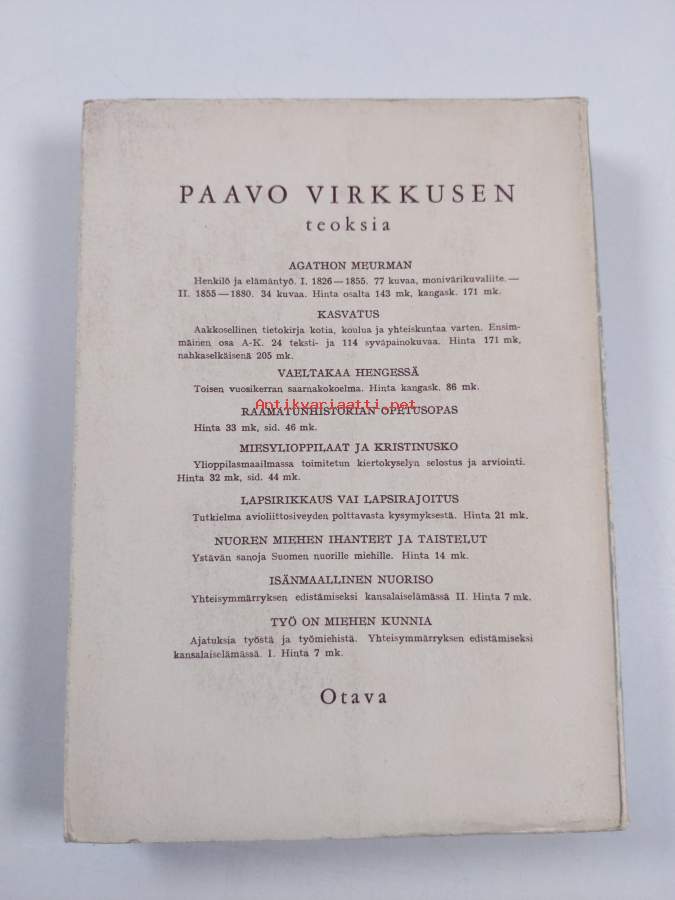 PAAVO VIRKKUSEN
teoksia
AGATHON MEURMAN
Henkilö ja elämäntyö. I. 1826—1855. 77 kuvaa, monivärikuvaliite.—
II. 1855—1880. 34 kuvaa. Hinta osalta 143 mk, kangask. 171 mk.
KASVATUS
Aakkosellinen tietokirja kotia, koulua ja yhteiskuntaa varten. Ensim-
mäinen osa A-K. 24 teksti- ja 114 syväpainokuvaa. Hinta 171 mk,
nahkaselkäisenä 205 mk.
VAELTAKAA HENGESSÄ
Toisen vuosikerran saarnakokoelma. Hinta kangask. 86 mk.
Antikvariaatti.net
RAAMATUNHISTORIAN OPETUSOPAS
Hinta 33 mk, sid. 46 mk.
MIESYLIOPPILAAT JA KRISTINUSKO
Ylioppilasmaailmassa toimitetun kiertokyselyn selostus ja arviointi.
Hinta 32 mk, sid. 44 mk.
LAPSIRIKKAUS VAI LAPSIRAJOITUS
Tutkielma avioliittosiveyden polttavasta kysymyksestä. Hinta 21 mk.
NUOREN MIEHEN IHANTEET JA TAISTELUT
Ystävän sanoja Suomen nuorille miehille. Hinta 14 mk.
ISÄNMAALLINEN NUORISO
Yhteisymmärryksen edistämiseksi kansalaiselämässä II. Hinta 7 mk.
TYÖ ON MIEHEN KUNNIA
Ajatuksia työstä ja työmiehistä. Yhteisymmärryksen edistämiseksi
kansalaiselämässä. I. Hinta 7 mk.
Otava